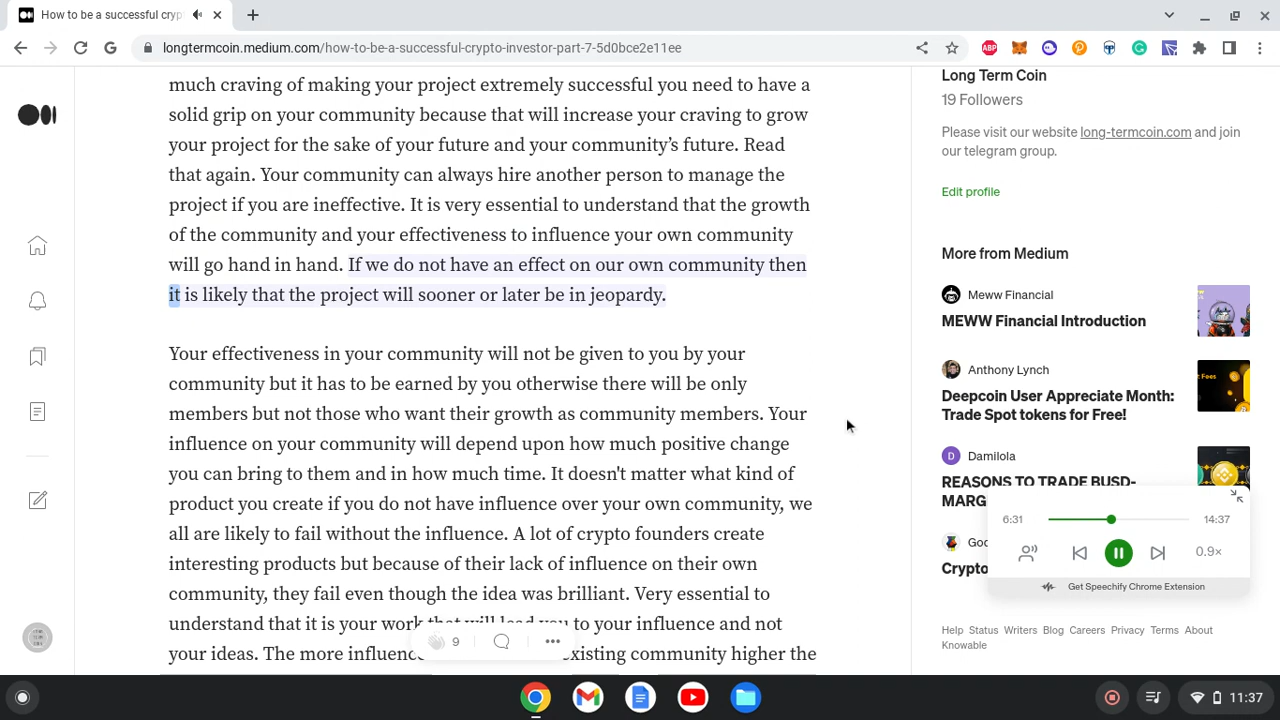 How to be a successful cryp
longtermcoin.medium.com/how-to-be-a-successful-crypto-investor-part-7-5d0bce2e11ee
ABP
much craving of making your project extremely successful you need to have a
solid grip on your community because that will increase your craving to grow
your project for the sake of your future and your community's future. Read
that again. Your community can always hire another person to manage the
project if you are ineffective. It is very essential to understand that the growth
of the community and your effectiveness to influence your own community
will go hand in hand. If we do not have an effect on our own community then
it is likely that the project will sooner or later be in jeopardy.
Your effectiveness in your community will not be given to you by your
community but it has to be earned by you otherwise there will be only
members but not those who want their growth as community members. Your
influence on your community will depend upon how much positive change
you can bring to them and in how much time. It doesn't matter what kind of
product you create if you do not have influence over your own community, we
all are likely to fail without the influence. A lot of crypto founders create
interesting products but because of their lack of influence on their own
community, they fail even though the idea was brilliant. Very essential to
understand that it is your work that will lead you to your influence and not
your ideas. The more influence existing community higher the
9
Long Term Coin
19 Followers
Please visit our website long-termcoin.com and join
our telegram group.
Edit profile
More from Medium
Meww Financial
MEWW Financial Introduction
Anthony Lynch
Deepcoin User Appreciate Month:
Trade Spot tokens for Free!
Fees
D Damilola
REASONS TO TRADE BUSD-
MARG
Goo
Crypto
6:31
14:37
0.9×
Get Speechify Chrome Extension
Help Status Writers Blog Careers Privacy Terms About
Knowable
11:37